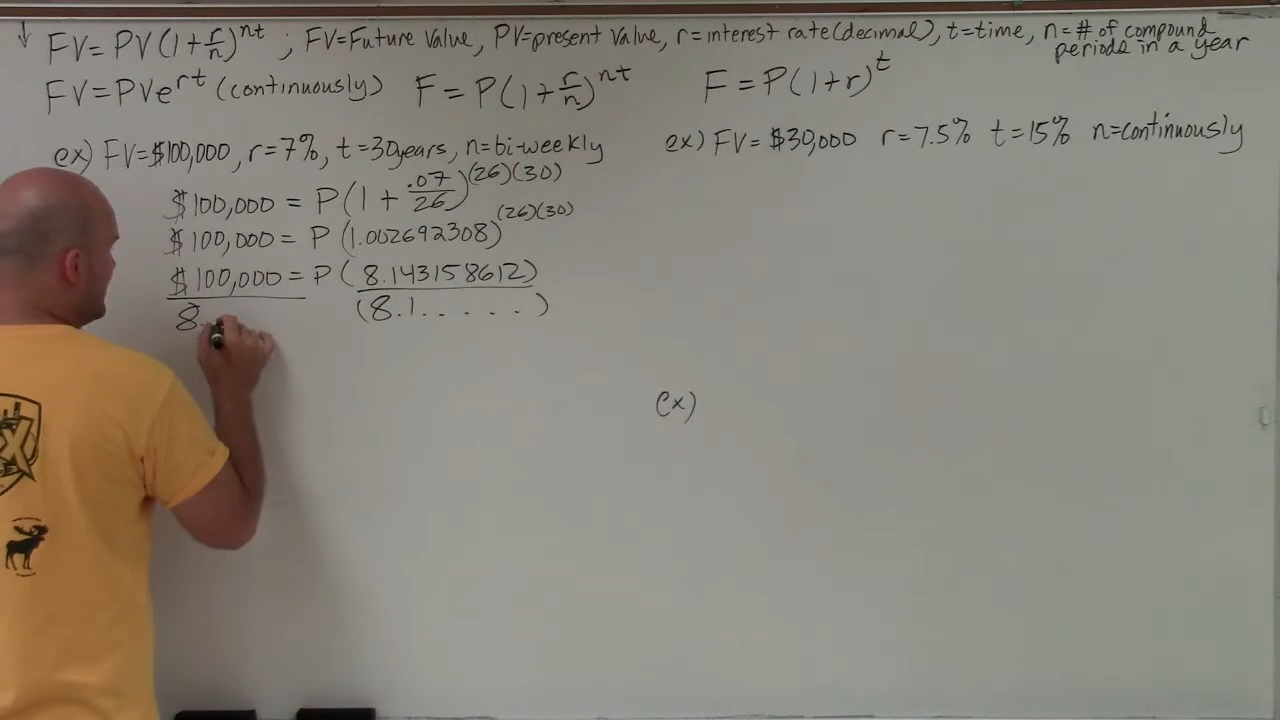 ↓ FV=PV(1+r/n)^nt ; FV=Future Value, PV=present value, r=interest rate(decimal), t=time, n=# of compound periods in a year
FV=PVe^rt (continuously) F=P(1+r/n)^nt F=P(1+r)^t
ex) FV=$100,000, r=7%, t=30years, n=bi-weekly
$100,000 = P(1+.07/26)^(26)(30)
$100,000 = P(1.002692308)^(26)(30)
$100,000 = P(8.143158612)
8. (8.1.....)
ex) FV=$30,000 r=7.5% t=15% n=continuously
ex)